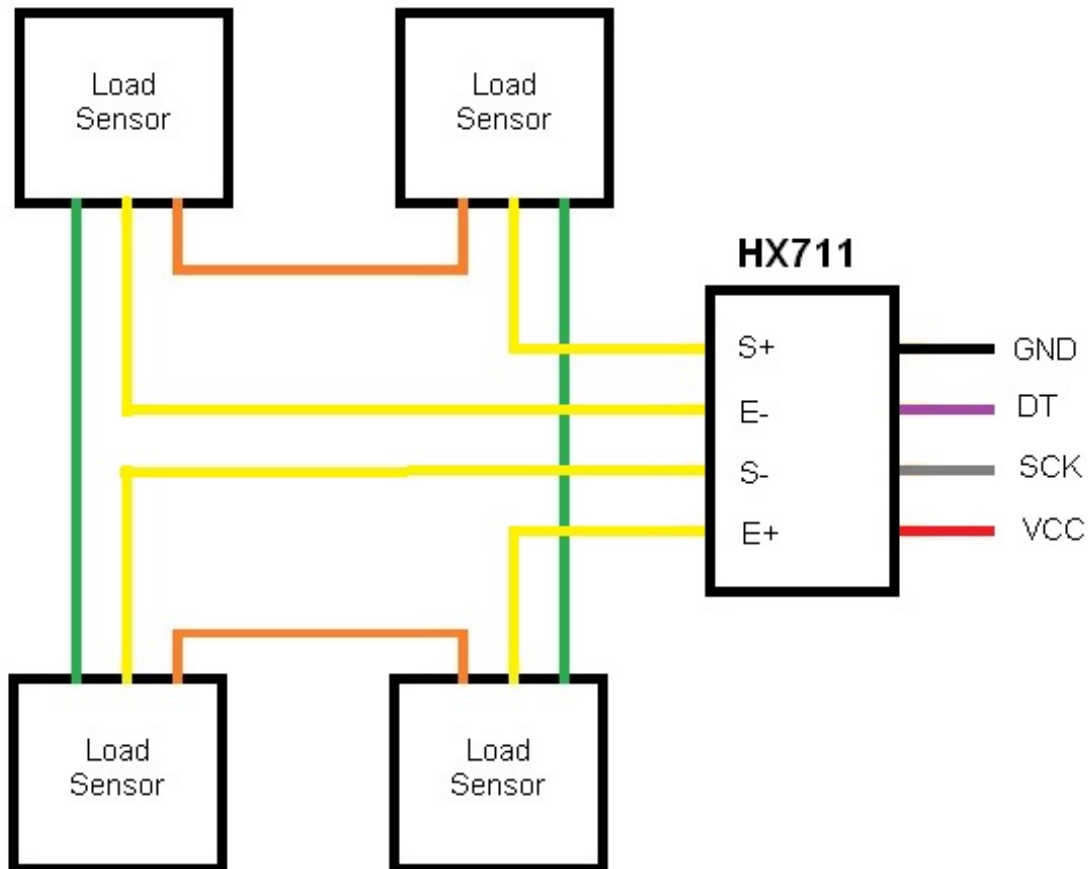 Load
Sensor
Load
Sensor
HX711
S+
GND
E-
DT
S-
SCK
E+
VCC
Load
Sensor
Load
Sensor